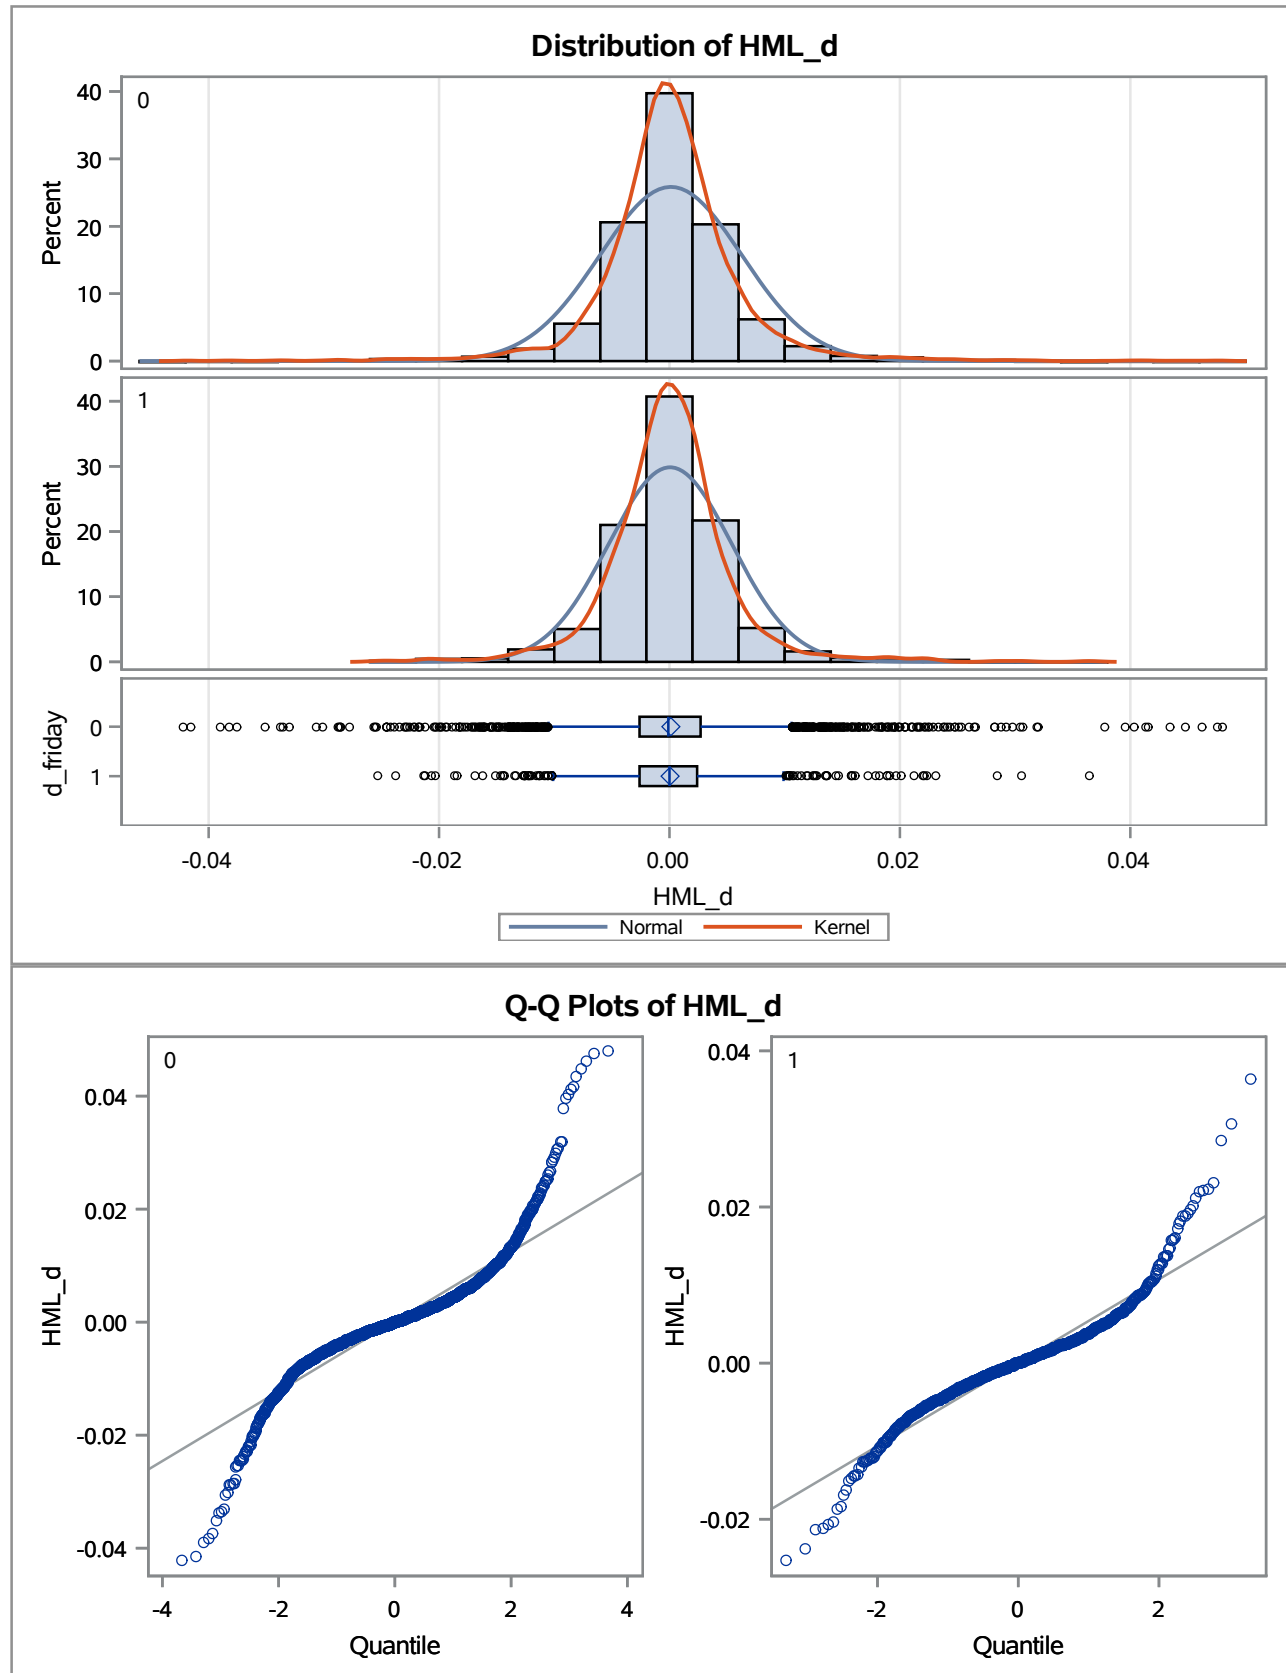 Distribution of HML_d
0
40
30
20
10
0
Percent
1
40
30
20
10
0
Percent
0
1
d_friday
-0.04 -0.02 0.00 0.02 0.04
HML_d
Normal Kernel
Q-Q Plots of HML_d
0
0.04
0.02
0.00
-0.02
-0.04
HML_d
-4 -2 0 2 4
Quantile
1
0.04
0.02
0.00
-0.02
HML_d
-2 0 2
Quantile